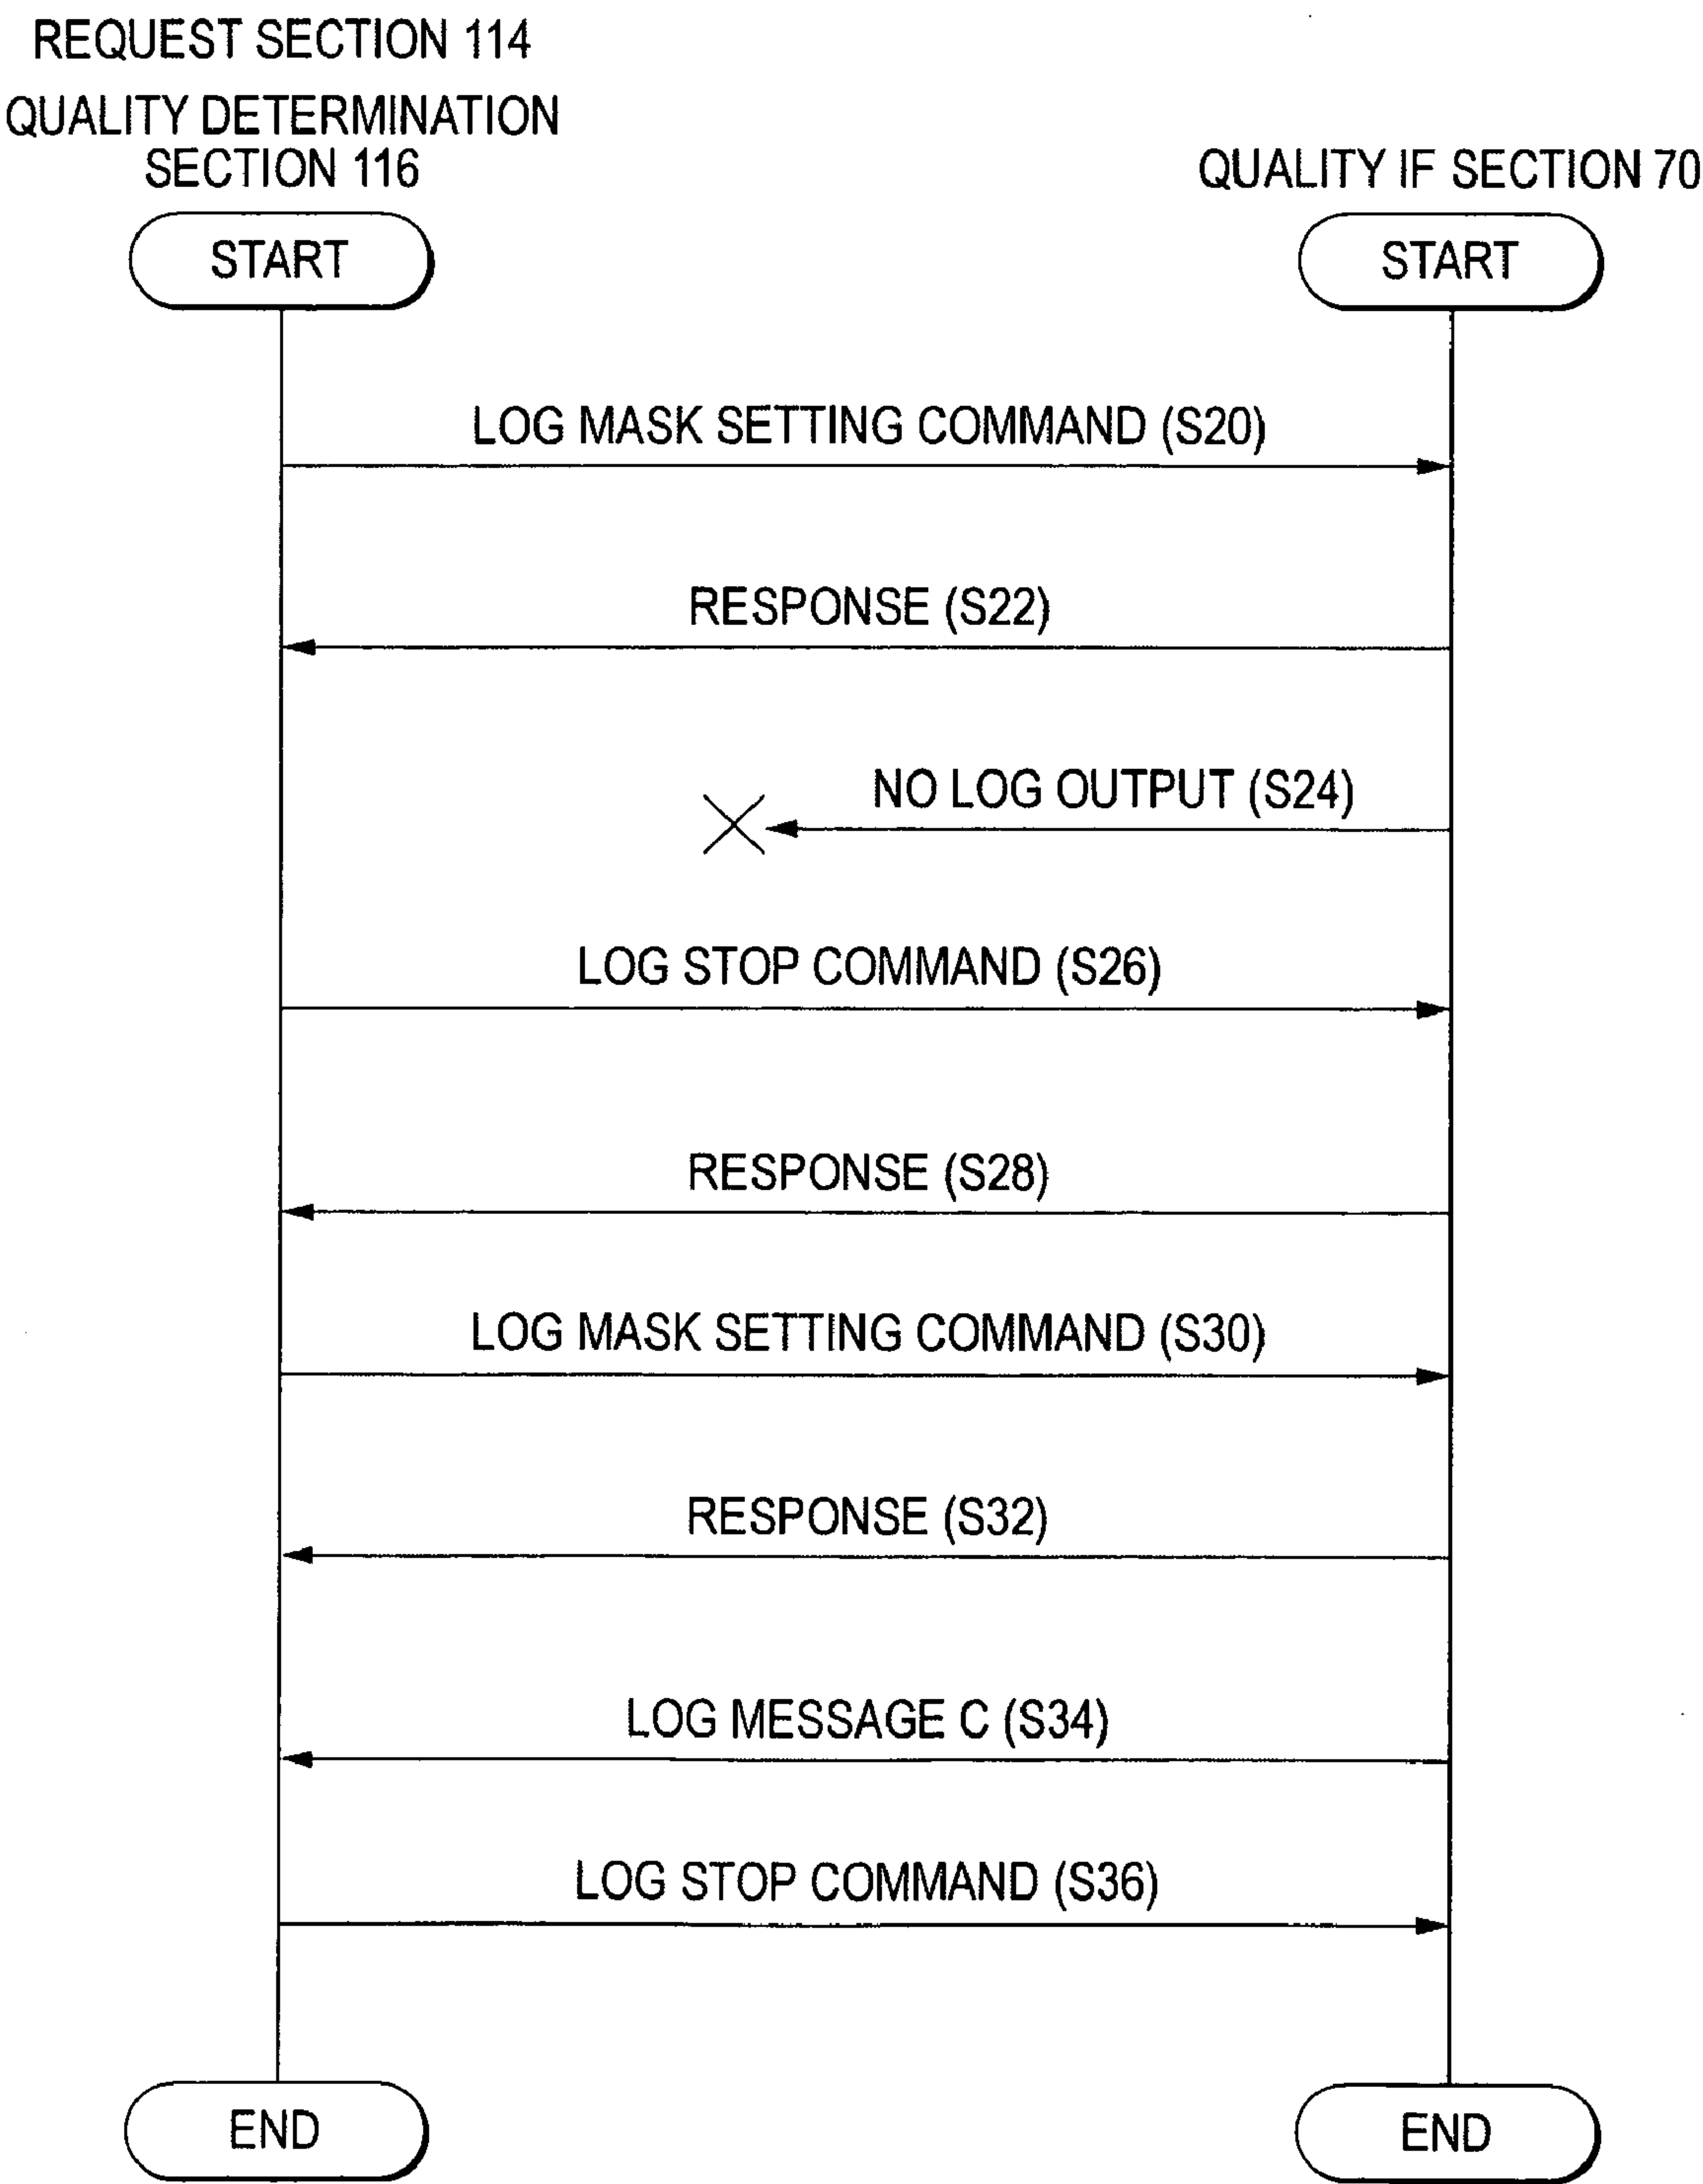 REQUEST SECTION 114
QUALITY DETERMINATION
SECTION 116
QUALITY IF SECTION 70
START
START
LOG MASK SETTING COMMAND (S20)
RESPONSE (S22)
NO LOG OUTPUT (S24)
LOG STOP COMMAND (S26)
RESPONSE (S28)
LOG MASK SETTING COMMAND (S30)
RESPONSE (S32)
LOG MESSAGE C (S34)
LOG STOP COMMAND (S36)
END
END